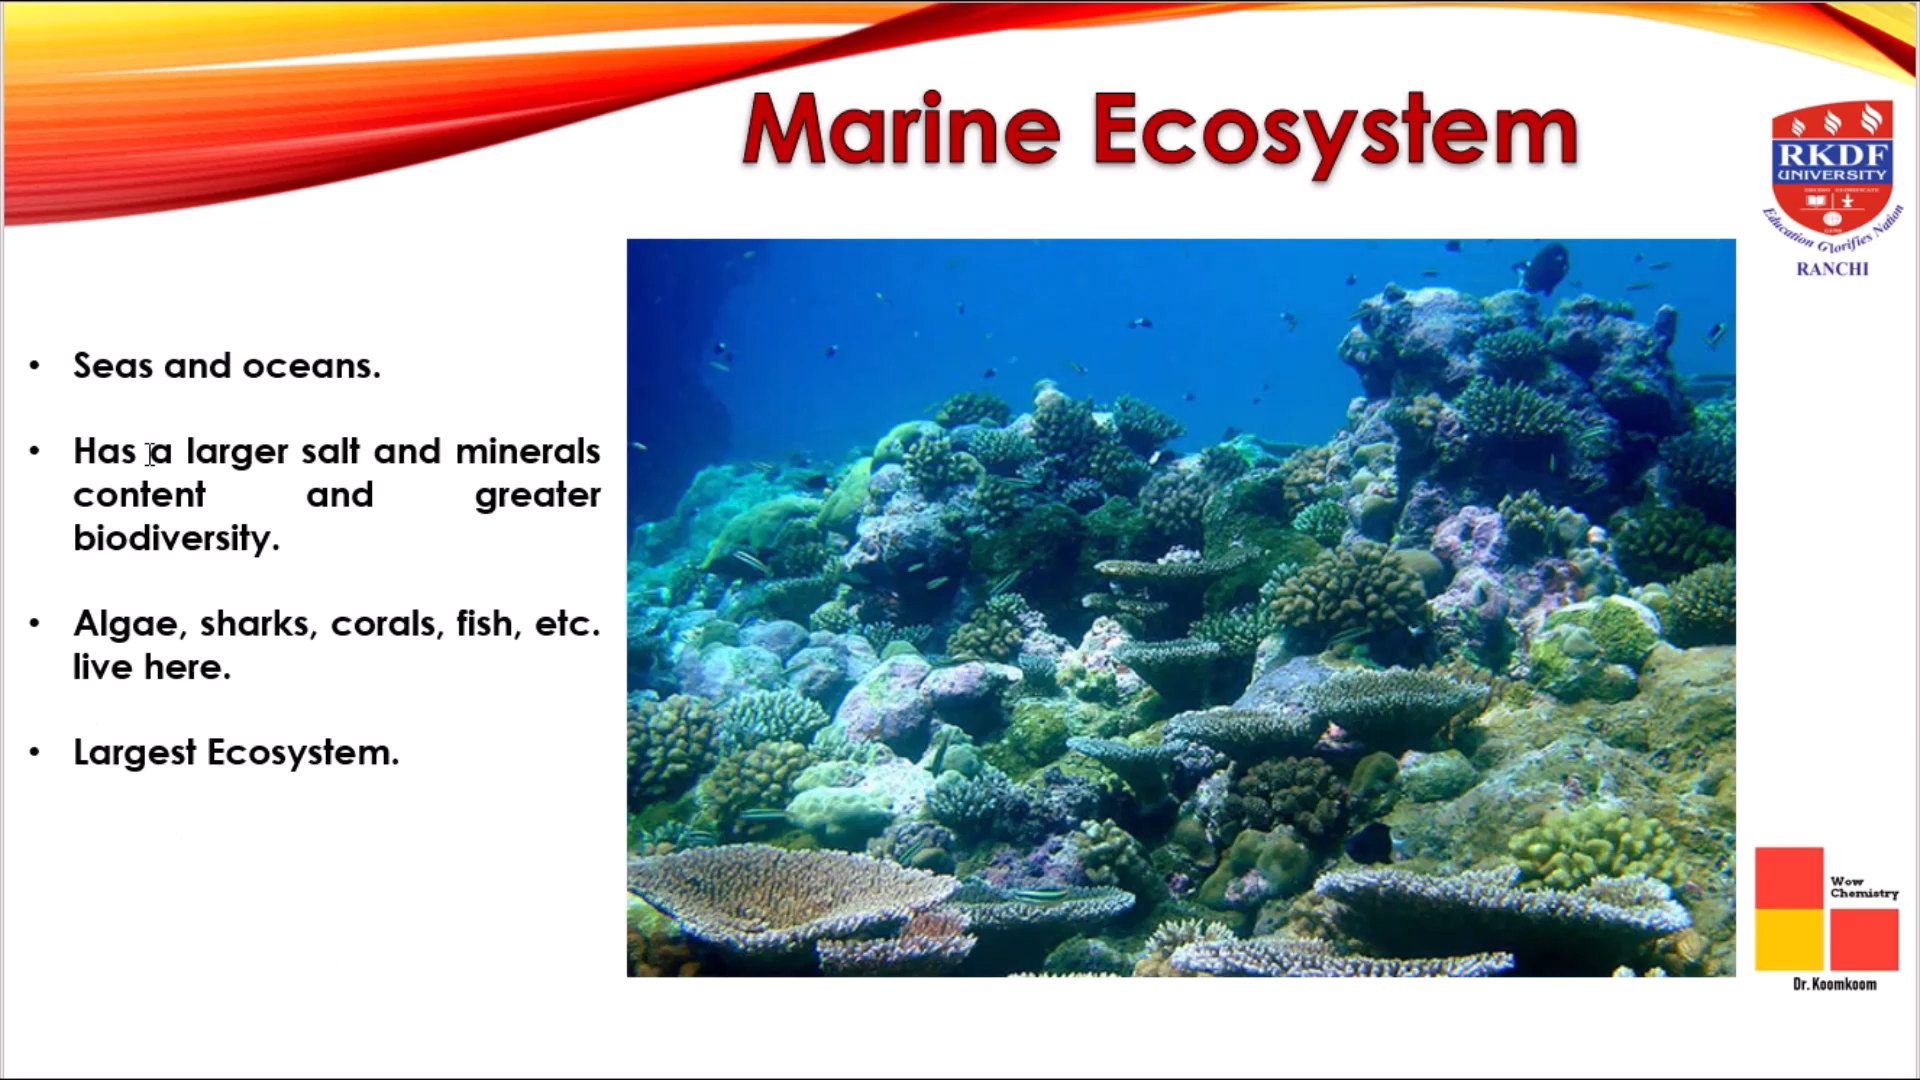 Marine Ecosystem
RKDF
UNIVERSITY
Education Glorifies Nation
RANCHI
• Seas and oceans.
• Has a larger salt and minerals
content and greater
biodiversity.
• Algae, sharks, corals, fish, etc.
live here.
• Largest Ecosystem.
Wow
Chemistry
Dr. Koomkoom